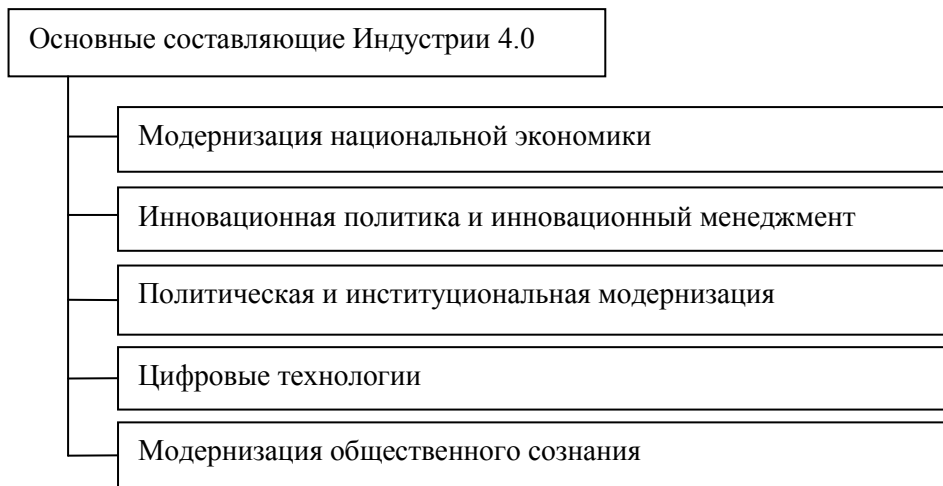 Основные составляющие Индустрии 4.0
Модернизация национальной экономики
Инновационная политика и инновационный менеджмент
Политическая и институциональная модернизация
Цифровые технологии
Модернизация общественного сознания